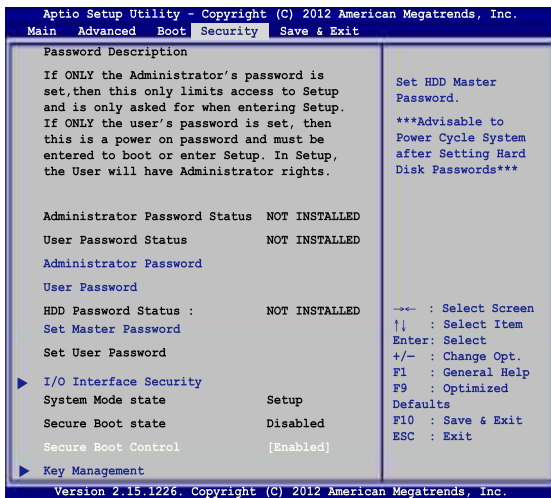 Aptio Setup Utility - Copyright (C) 2012 American Megatrends, Inc.
Main Advanced Boot Security Save & Exit
Password Description
If ONLY the Administrator's password is
set,then this only limits access to Setup
and is only asked for when entering Setup.
If ONLY the user's password is set, then
this is a power on password and must be
entered to boot or enter Setup. In Setup,
the User will have Administrator rights.
Administrator Password Status NOT INSTALLED
User Password Status NOT INSTALLED
Administrator Password
User Password
HDD Password Status : NOT INSTALLED
Set Master Password
Set User Password
I/O Interface Security
System Mode state Setup
Secure Boot state Disabled
Secure Boot Control [Enabled]
Key Management
Set HDD Master
Password.
***Advisable to
Power Cycle System
after Setting Hard
Disk Passwords***
→← : Select Screen
↑↓ : Select Item
Enter: Select
+/— : Change Opt.
F1 : General Help
F9 : Optimized
Defaults
F10 : Save & Exit
ESC : Exit
Version 2.15.1226. Copyright (C) 2012 American Megatrends, Inc.